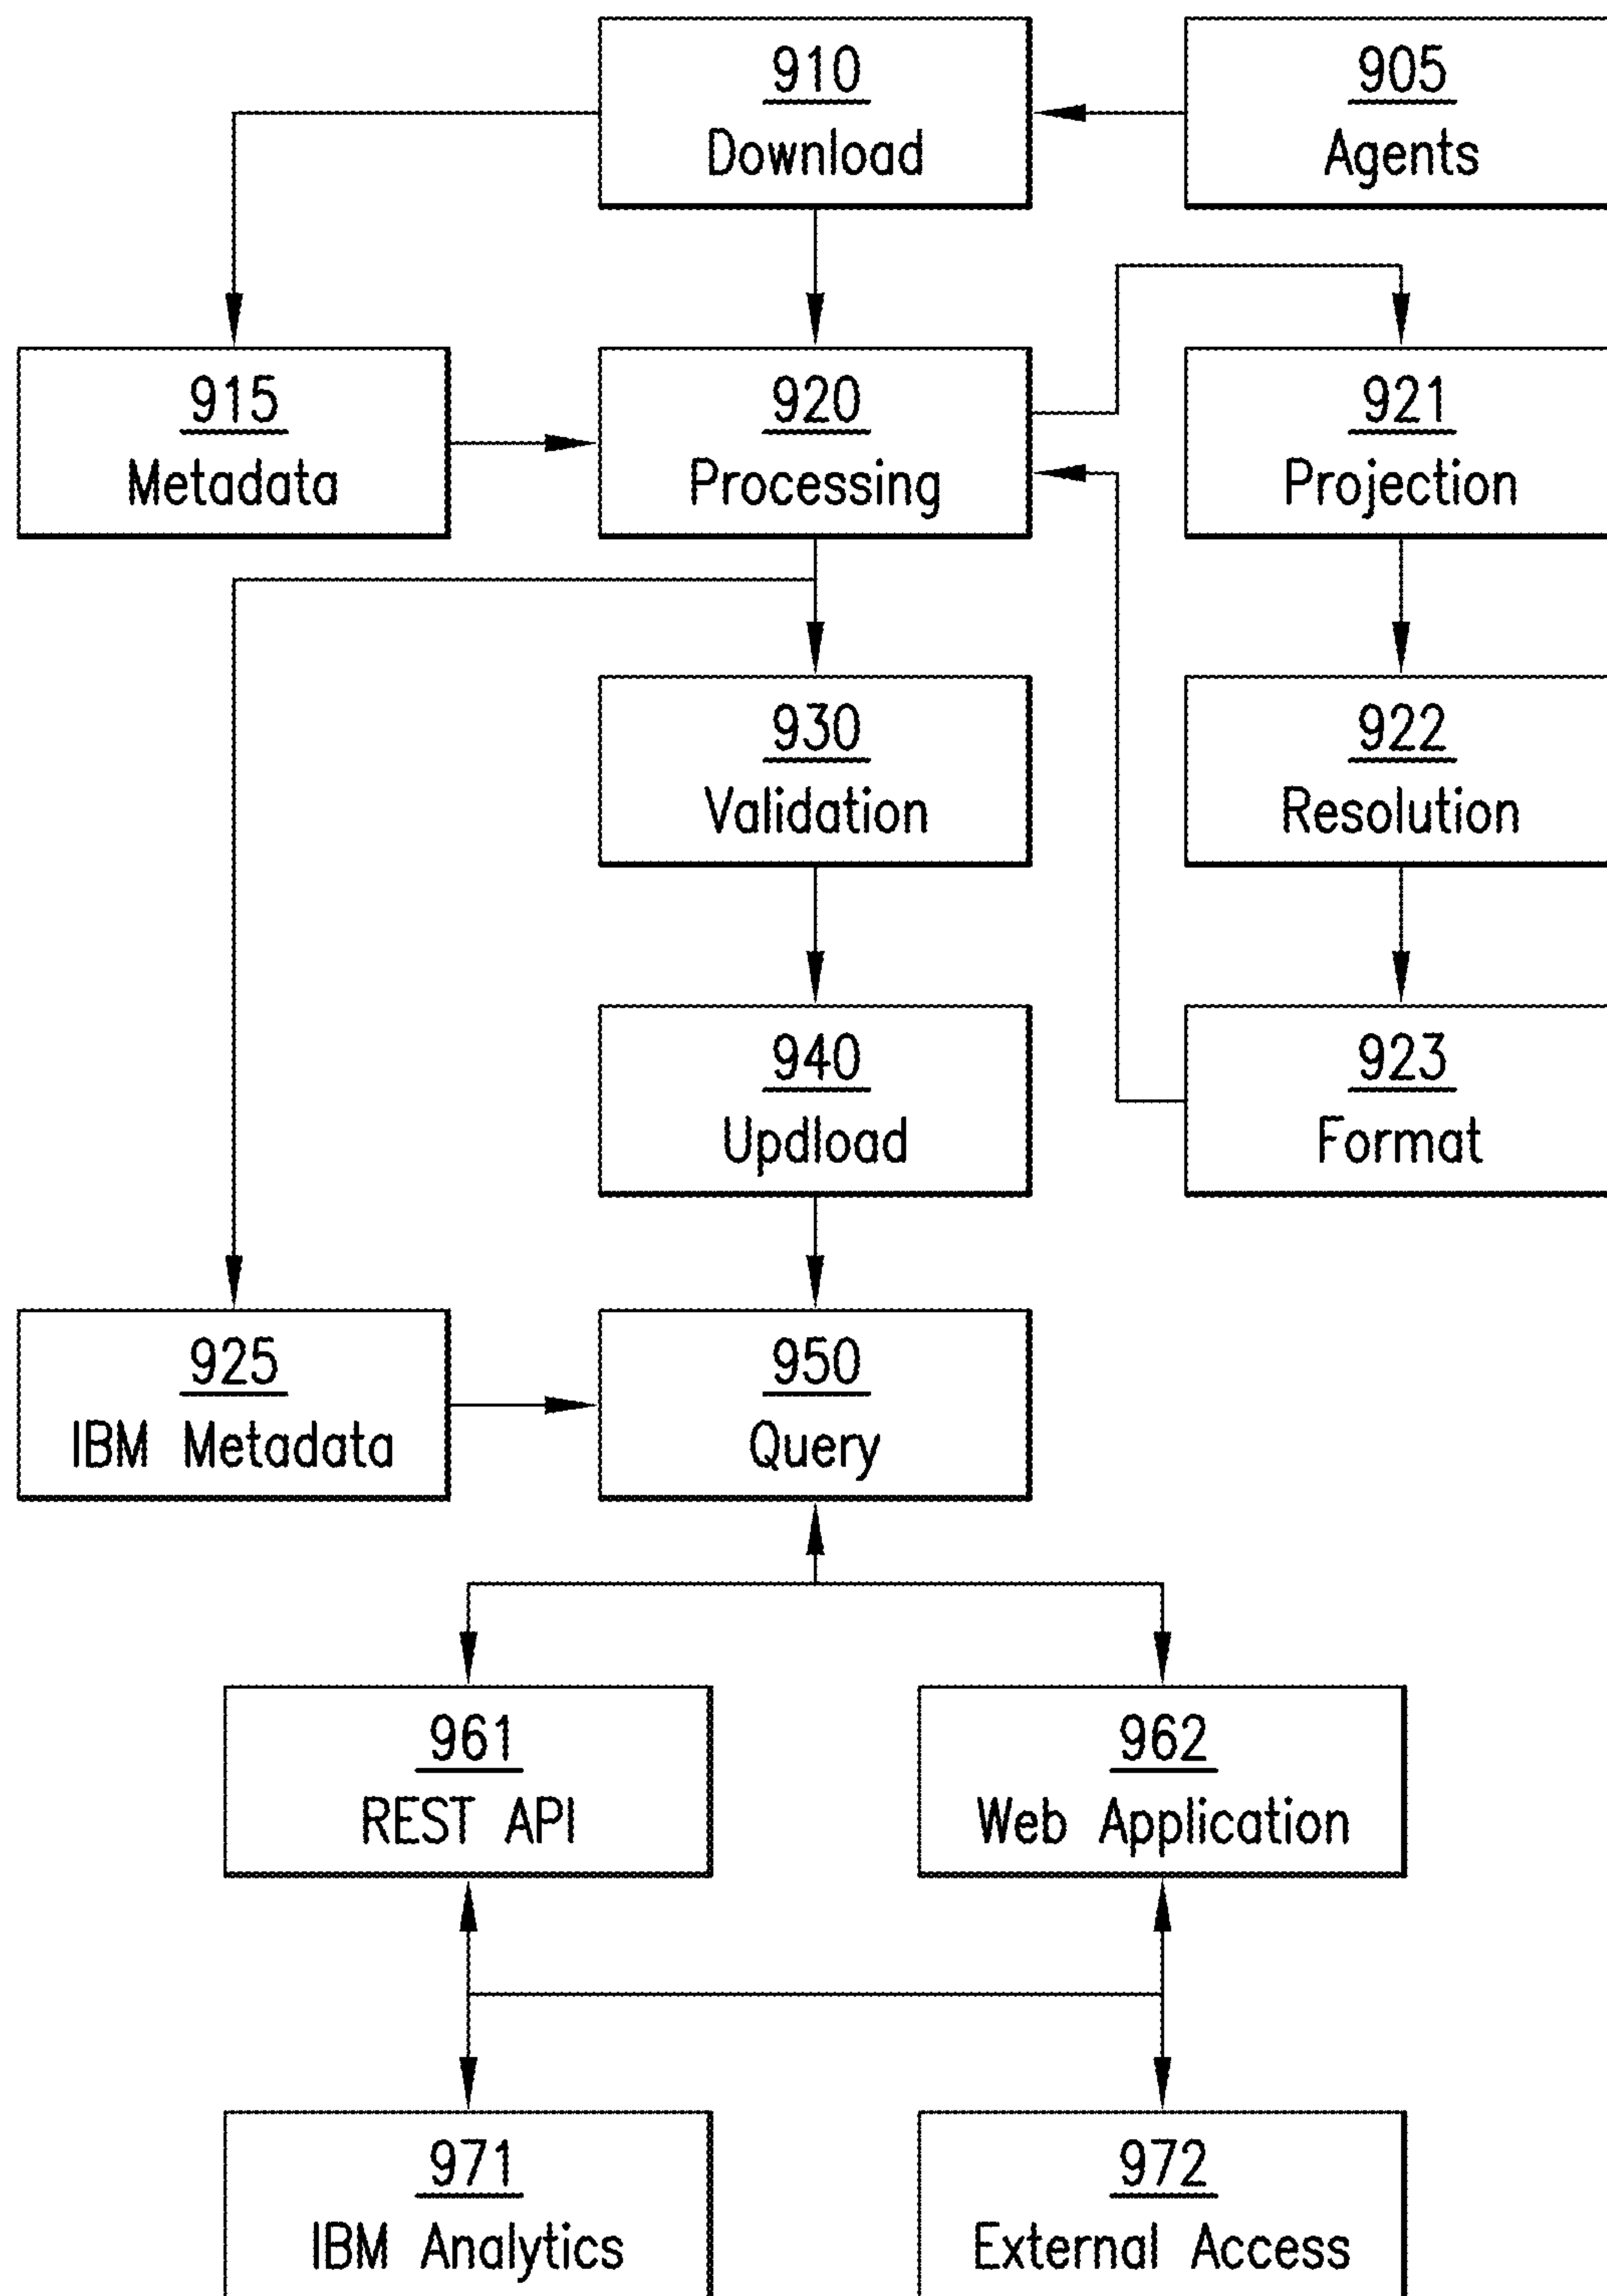 910
Download
905
Agents
915
Metadata
920
Processing
921
Projection
930
Validation
922
Resolution
940
Updload
923
Format
925
IBM Metadata
950
Query
961
REST API
962
Web Application
971
IBM Analytics
972
External Access